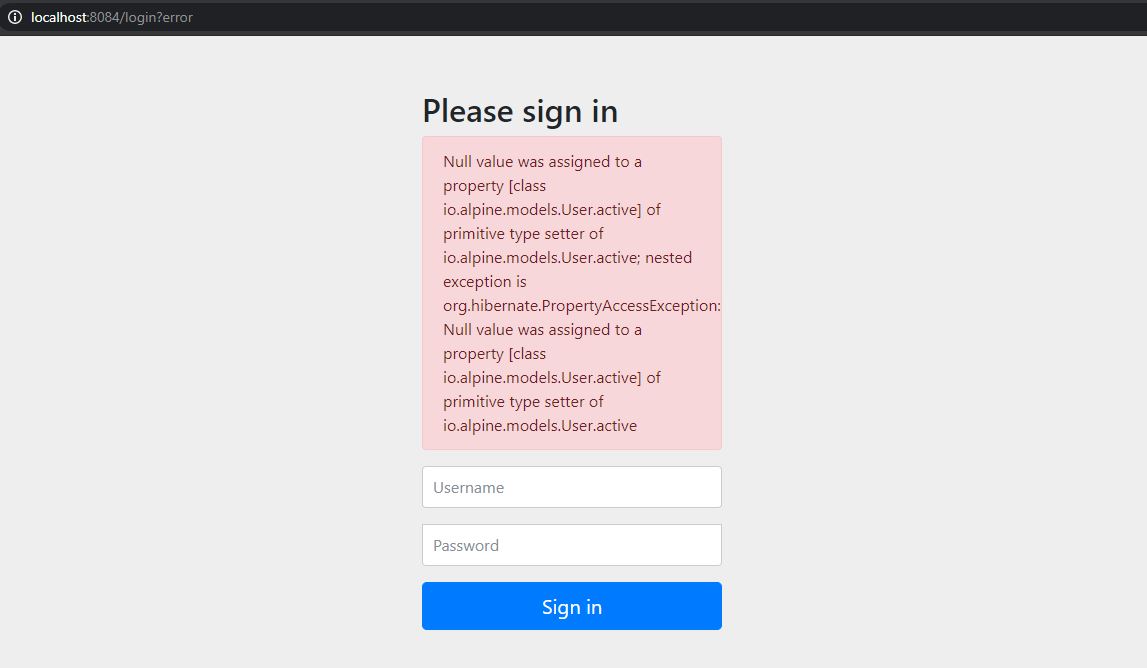 localhost:8084/login?error
Please sign in
Null value was assigned to a
property [class
io.alpine.models.User.active] of
primitive type setter of
io.alpine.models.User.active; nested
exception is
org.hibernate.PropertyAccessException:
Null value was assigned to a
property [class
io.alpine.models.User.active] of
primitive type setter of
io.alpine.models.User.active
Username
Password
Sign in